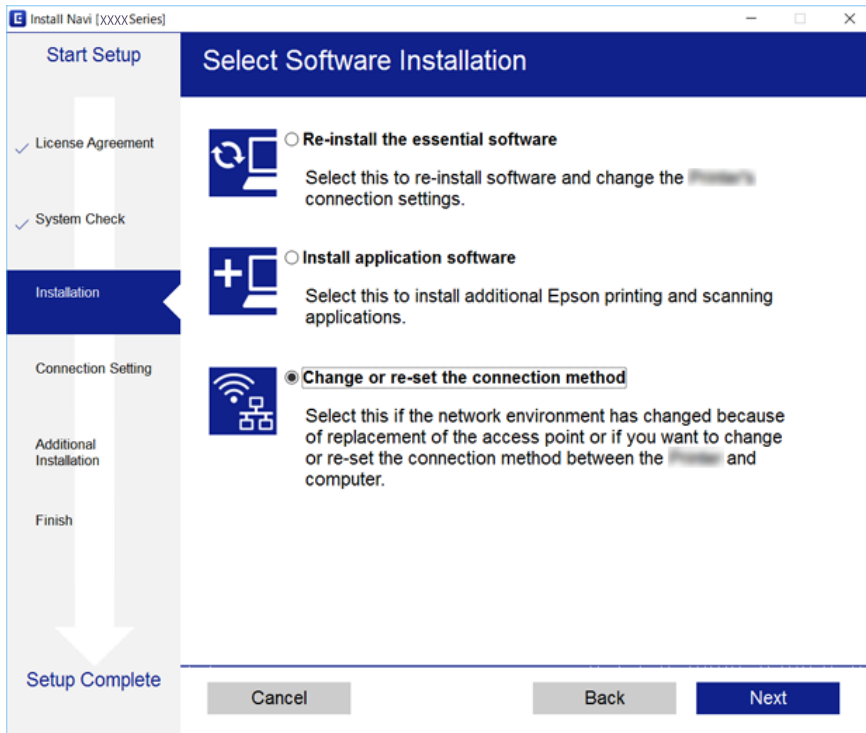 Install Navi [XXXX Series]
Start Setup
License Agreement
System Check
Installation
Connection Setting
Additional
Installation
Finish
Setup Complete
Select Software Installation
Re-install the essential software
Select this to re-install software and change the
connection settings.
Install application software
Select this to install additional Epson printing and scanning
applications.
Change or re-set the connection method
Select this if the network environment has changed because
of replacement of the access point or if you want to change
or re-set the connection method between the and
computer.
Cancel
Back
Next